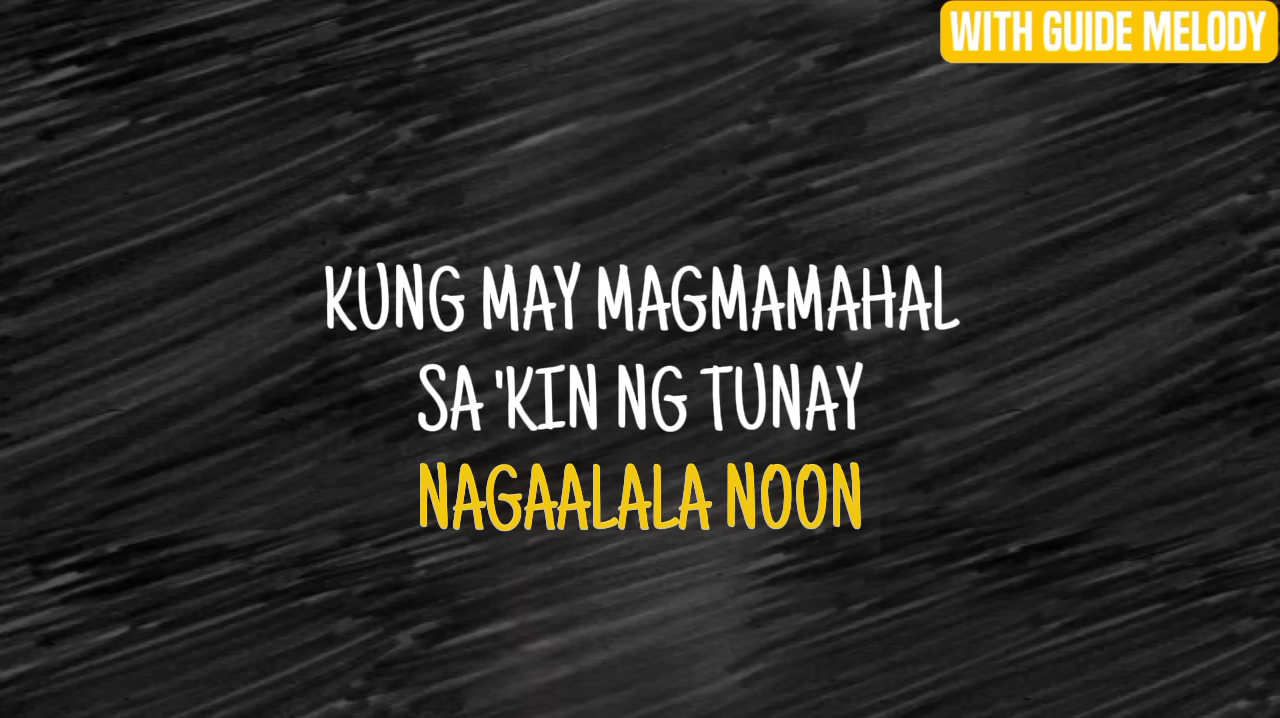 WITH GUIDE MELODY
KUNG MAY MAGMAMAHAL
SA 'KIN NG TUNAY
NAGAALALA NOON